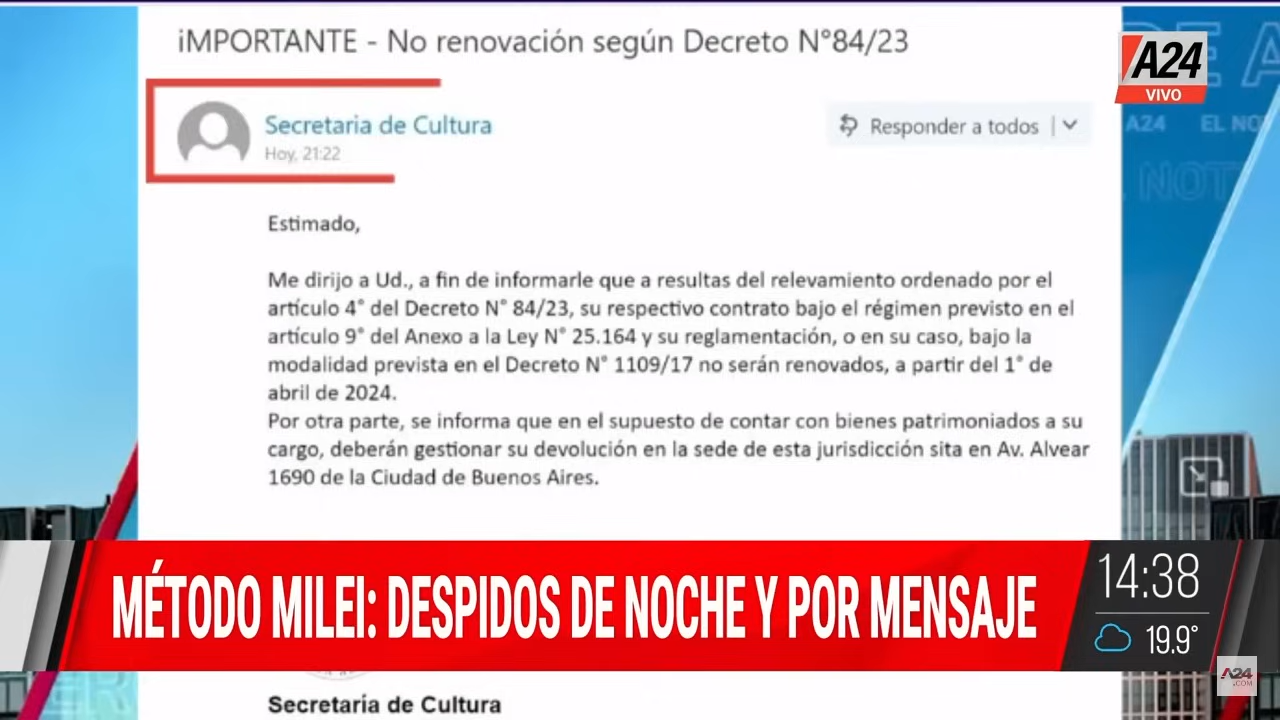 iMPORTANTE - No renovación según Decreto N°84/23
A24
VIVO
Secretaria de Cultura
Hoy, 21:22
Responder a todos
A24 EL NO
NOT
Estimado,
Me dirijo a Ud., a fin de informarle que a resultas del relevamiento ordenado por el
artículo 4° del Decreto N° 84/23, su respectivo contrato bajo el régimen previsto en el
artículo 9° del Anexo a la Ley N° 25.164 y su reglamentación, o en su caso, bajo la
modalidad prevista en el Decreto N° 1109/17 no serán renovados, a partir del 1° de
abril de 2024.
Por otra parte, se informa que en el supuesto de contar con bienes patrimoniados a su
cargo, deberán gestionar su devolución en la sede de esta jurisdicción sita en Av. Alvear
1690 de la Ciudad de Buenos Aires.
MÉTODO MILEI: DESPIDOS DE NOCHE Y POR MENSAJE
14:38
19.9°
A24
.COM
Secretaría de Cultura